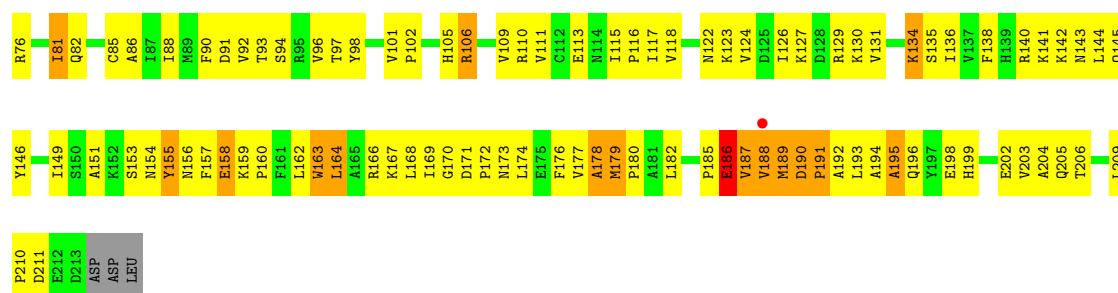 R76 I81 Q82 C85 A86 I87 I88 M89 F90 D91 V92 T93 S94 R95 V96 T97 Y98 V101 P102 H105 R106 V109 R110 V111 C112 E113 N114 I115 P116 I117 V118 N122 K123 V124 D125 I126 K127 D128 R129 K130 V131 K134 S135 I136 V137 F138 H139 R140 K141 K142 N143 L144 Q145
Y146 I149 S150 A151 K152 S153 N154 Y155 N156 F157 E158 K159 P160 F161 L162 W163 L164 A165 R166 K167 L168 I169 G170 D171 P172 N173 L174 E175 F176 V177 A178 M179 P180 A181 L182 P185 E186 V187 V188 M189 D190 P191 A192 L193 A194 A195 Q196 Y197 E198 H199 E202 V203 A204 Q205 T206 L209
P210 D211 E212 D213 ASP ASP LEU